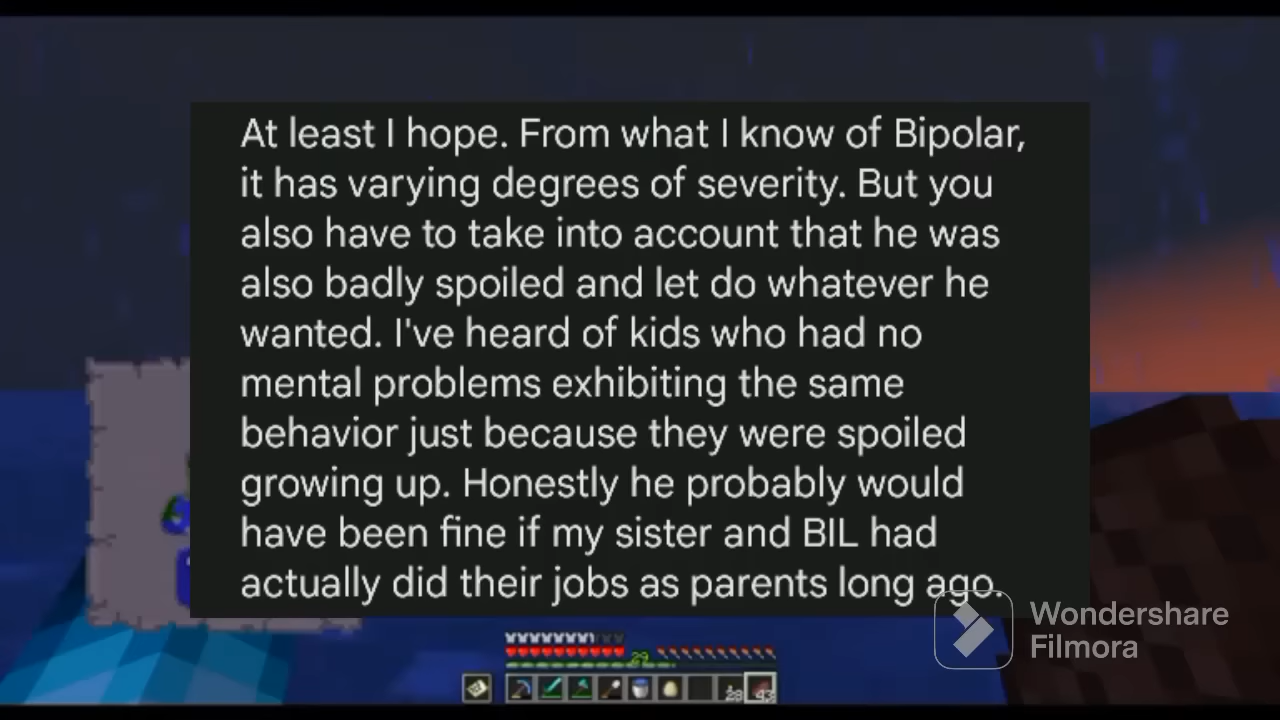 At least I hope. From what I know of Bipolar,
it has varying degrees of severity. But you
also have to take into account that he was
also badly spoiled and let do whatever he
wanted. I've heard of kids who had no
mental problems exhibiting the same
behavior just because they were spoiled
growing up. Honestly he probably would
have been fine if my sister and BIL had
actually did their jobs as parents long ago.
Wondershare
Filmora
29
28 43